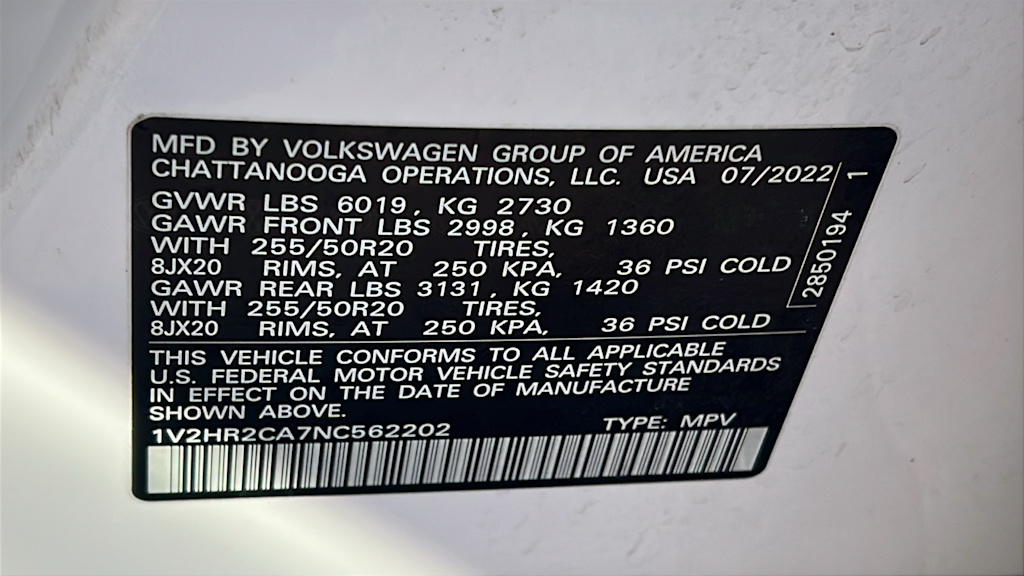 MFD BY VOLKSWAGEN GROUP OF AMERICA
CHATTANOOGA OPERATIONS, LLC. USA 07/2022
GVWR LBS 6019, KG 2730
GAWR FRONT LBS 2998, KG 1360
WITH 255/50R20 TIRES,
8JX20 RIMS, AT 250 KPA, 36 PSI COLD
GAWR REAR LBS 3131, KG 1420
WITH 255/50R20 TIRES,
8JX20 RIMS, AT 250 KPA, 36 PSI COLD
2850194 1
THIS VEHICLE CONFORMS TO ALL APPLICABLE
U.S. FEDERAL MOTOR VEHICLE SAFETY STANDARDS
IN EFFECT ON THE DATE OF MANUFACTURE
SHOWN ABOVE.
1V2HR2CA7NC562202 TYPE: MPV